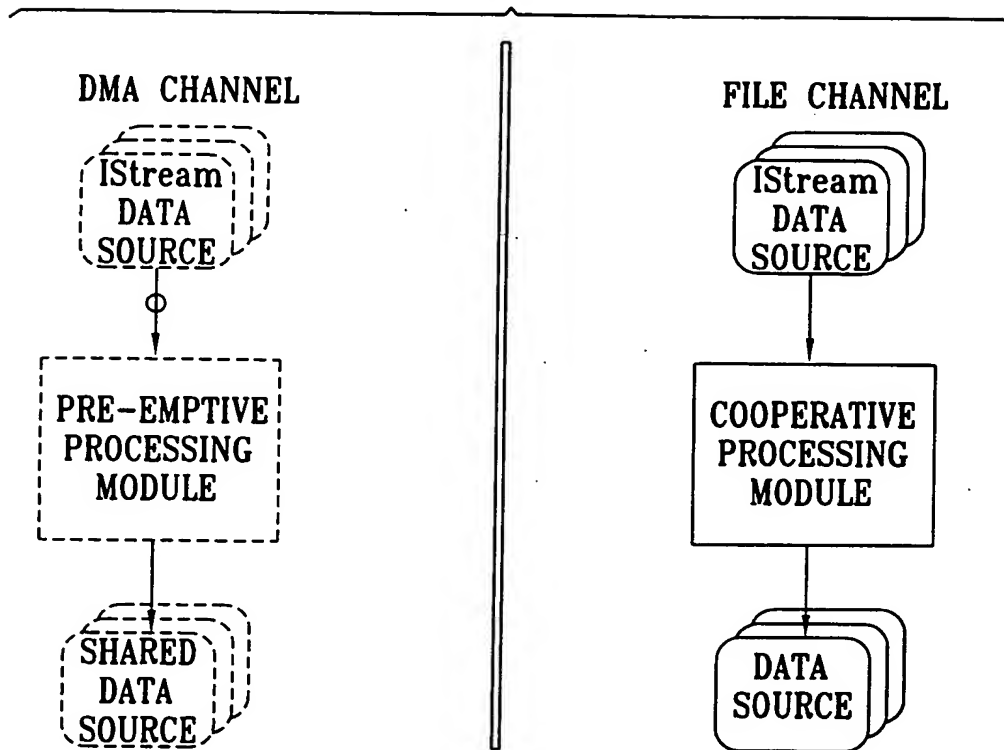 DMA CHANNEL
IStream
DATA
SOURCE
PRE-EMPTIVE
PROCESSING
MODULE
SHARED
DATA
SOURCE
FILE CHANNEL
IStream
DATA
SOURCE
COOPERATIVE
PROCESSING
MODULE
DATA
SOURCE